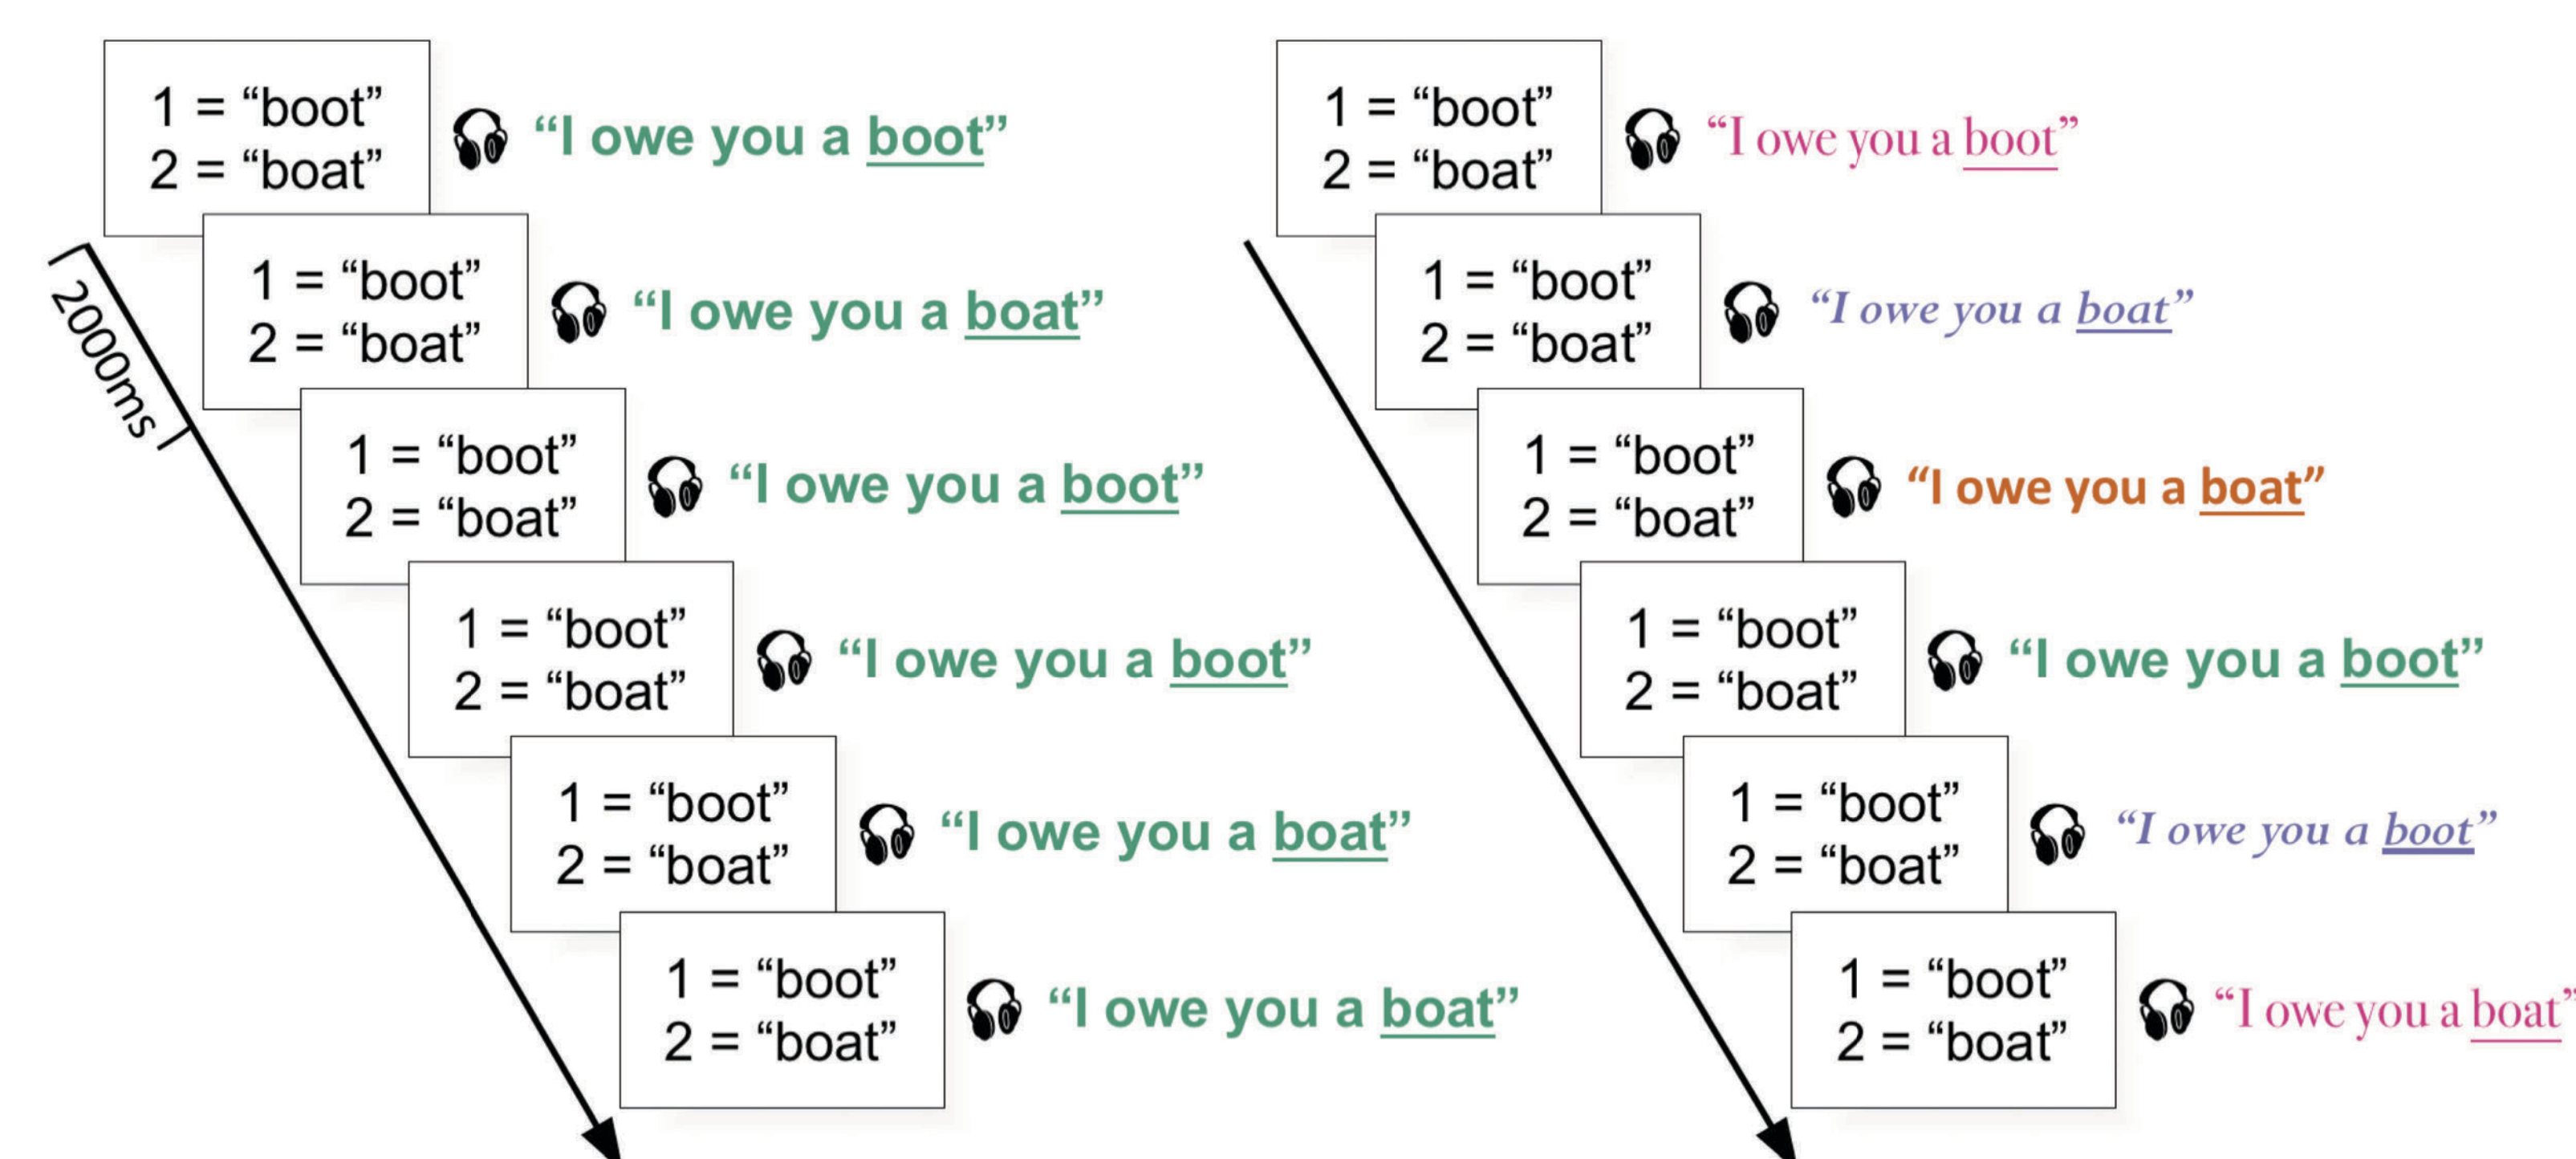 1 = “boot”
2 = “boat”
“I owe you a boot”
1 = “boot”
2 = “boat”
“I owe you a boat”
1 = “boot”
2 = “boat”
“I owe you a boot”
1 = “boot”
2 = “boat”
“I owe you a boot”
1 = “boot”
2 = “boat”
“I owe you a boat”
1 = “boot”
2 = “boat”
“I owe you a boat”
2000ms
1 = “boot”
2 = “boat”
“I owe you a boot”
1 = “boot”
2 = “boat”
“I owe you a boat”
1 = “boot”
2 = “boat”
“I owe you a boat”
1 = “boot”
2 = “boat”
“I owe you a boot”
1 = “boot”
2 = “boat”
“I owe you a boot”
1 = “boot”
2 = “boat”
“I owe you a boat”